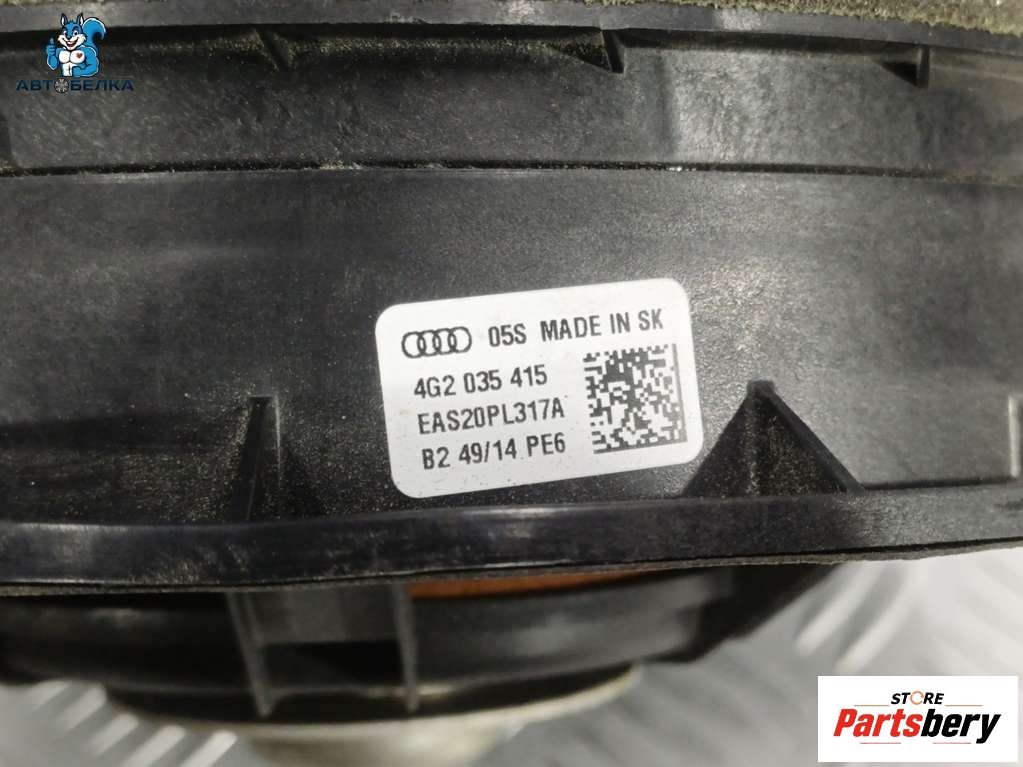 АВТОБЕЛКА
05S MADE IN SK
4G2 035 415
EAS20PL317A
B2 49/14 PE6
STORE
Partsbery